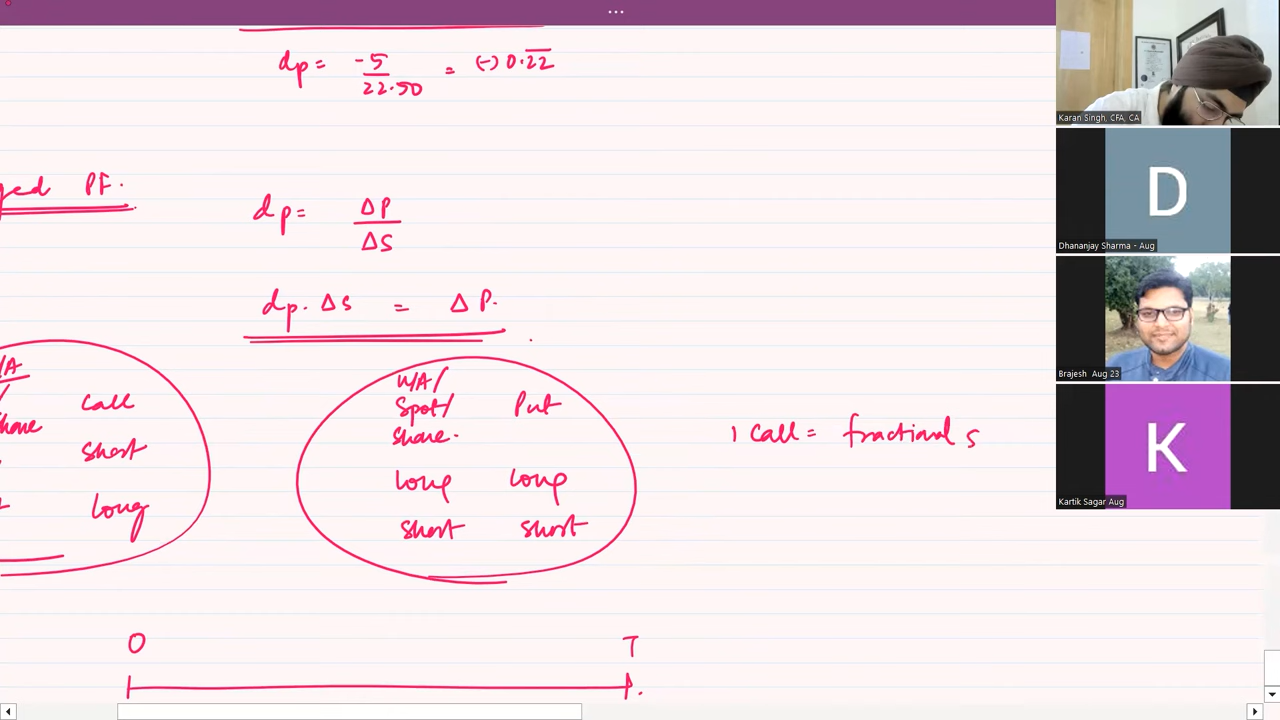 dp = -5 / 22.50 = (-) 0.22
ged PF.
dp = ΔP / ΔS
dp. ΔS = ΔP.
/A
hare
call
short
long
U/A/
Spot/
share.
Put
long long
short short
1 call = fractional s
0 T
Karan Singh, CFA, CA
D
Dhananjay Sharma - Aug
Brajesh Aug 23
K
Kartik Sagar Aug